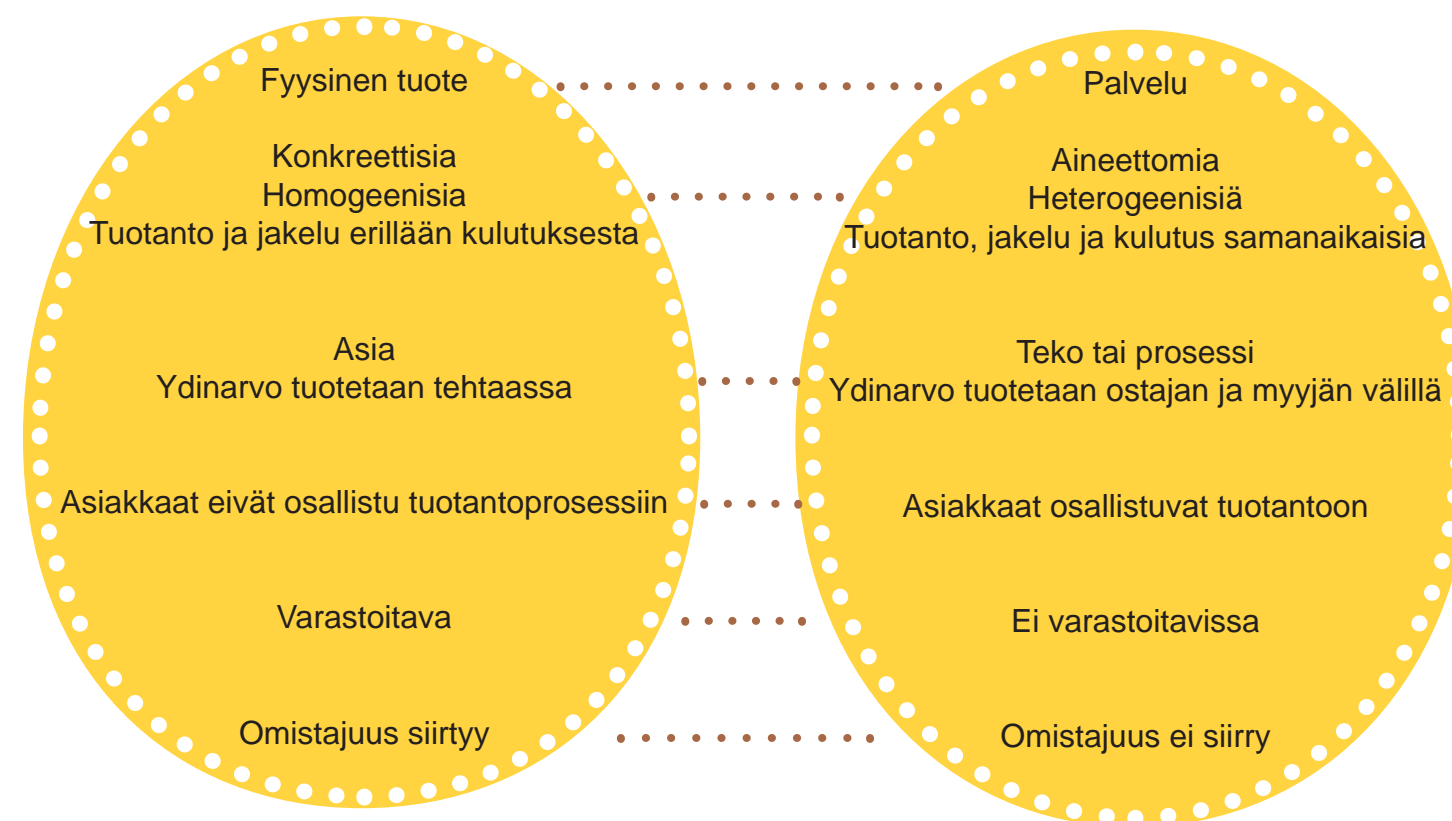 Fyysinen tuote
Konkreettisia
Homogeenisia
Tuotanto ja jakelu erillään kulutuksesta
Asia
Ydinarvo tuotetaan tehtaassa
Asiakkaat eivät osallistu tuotantoprosessiin
Varastoitava
Omistajuus siirtyy
Palvelu
Aineettomia
Heterogeenisiä
Tuotanto, jakelu ja kulutus samanaikaisia
Teko tai prosessi
Ydinarvo tuotetaan ostajan ja myyjän välillä
Asiakkaat osallistuvat tuotantoon
Ei varastoitavissa
Omistajuus ei siirry